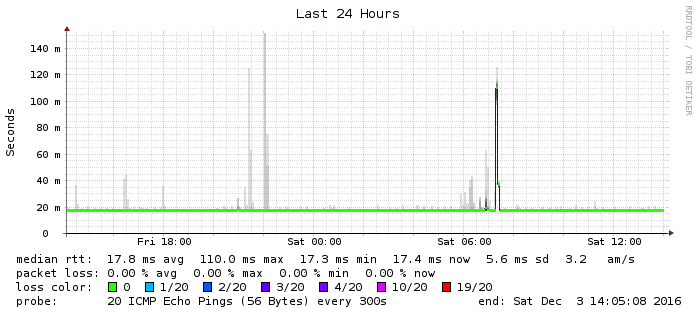 Last 24 Hours
RRDTOOL / TOBI OETIKER
Seconds
140 m
120 m
100 m
80 m
60 m
40 m
20 m
0
Fri 18:00 Sat 00:00 Sat 06:00 Sat 12:00
median rtt: 17.8 ms avg 110.0 ms max 17.3 ms min 17.4 ms now 5.6 ms sd 3.2 am/s
packet loss: 0.00 % avg 0.00 % max 0.00 % min 0.00 % now
loss color: 0 1/20 2/20 3/20 4/20 10/20 19/20
probe: 20 ICMP Echo Pings (56 Bytes) every 300s end: Sat Dec 3 14:05:08 2016